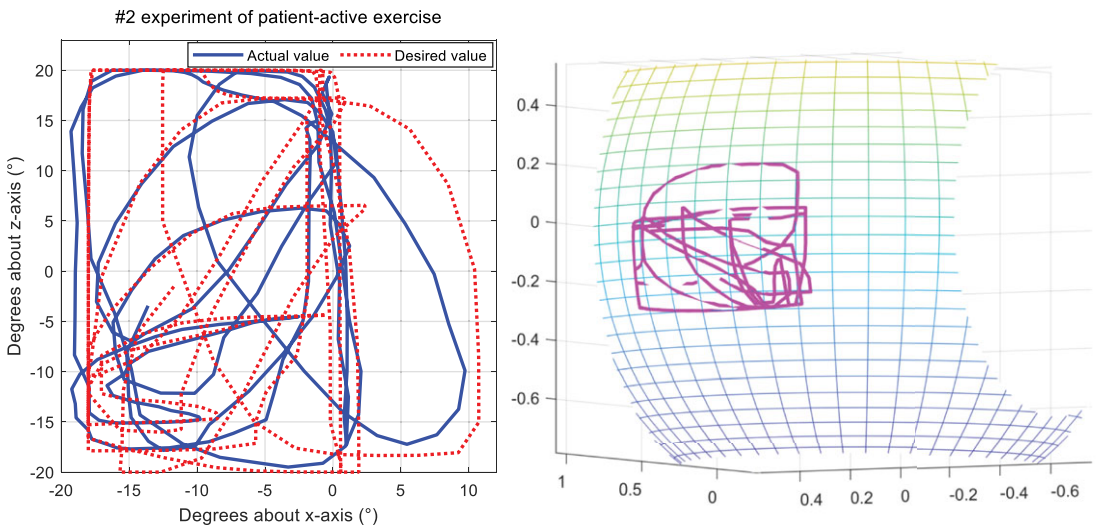 #2 experiment of patient-active exercise
Actual value Desired value
Degrees about z-axis (°)
20
15
10
5
0
-5
-10
-15
-20
-20 -15 -10 -5 0 5 10
Degrees about x-axis (°)
0.4
0.2
0
-0.2
-0.4
-0.6
1 0.5 0 0.4 0.2 0 -0.2 -0.4 -0.6